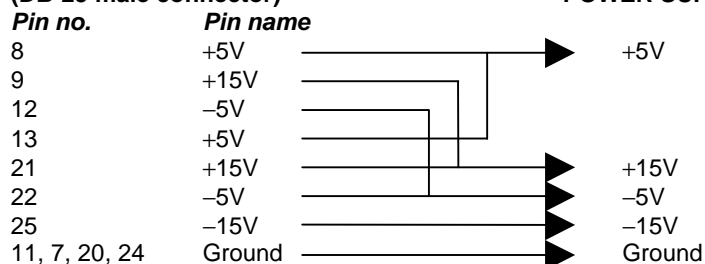 Pin no. Pin name
8 +5V +5V
9 +15V
12 −5V
13 +5V
21 +15V +15V
22 −5V −5V
25 −15V −15V
11, 7, 20, 24 Ground Ground